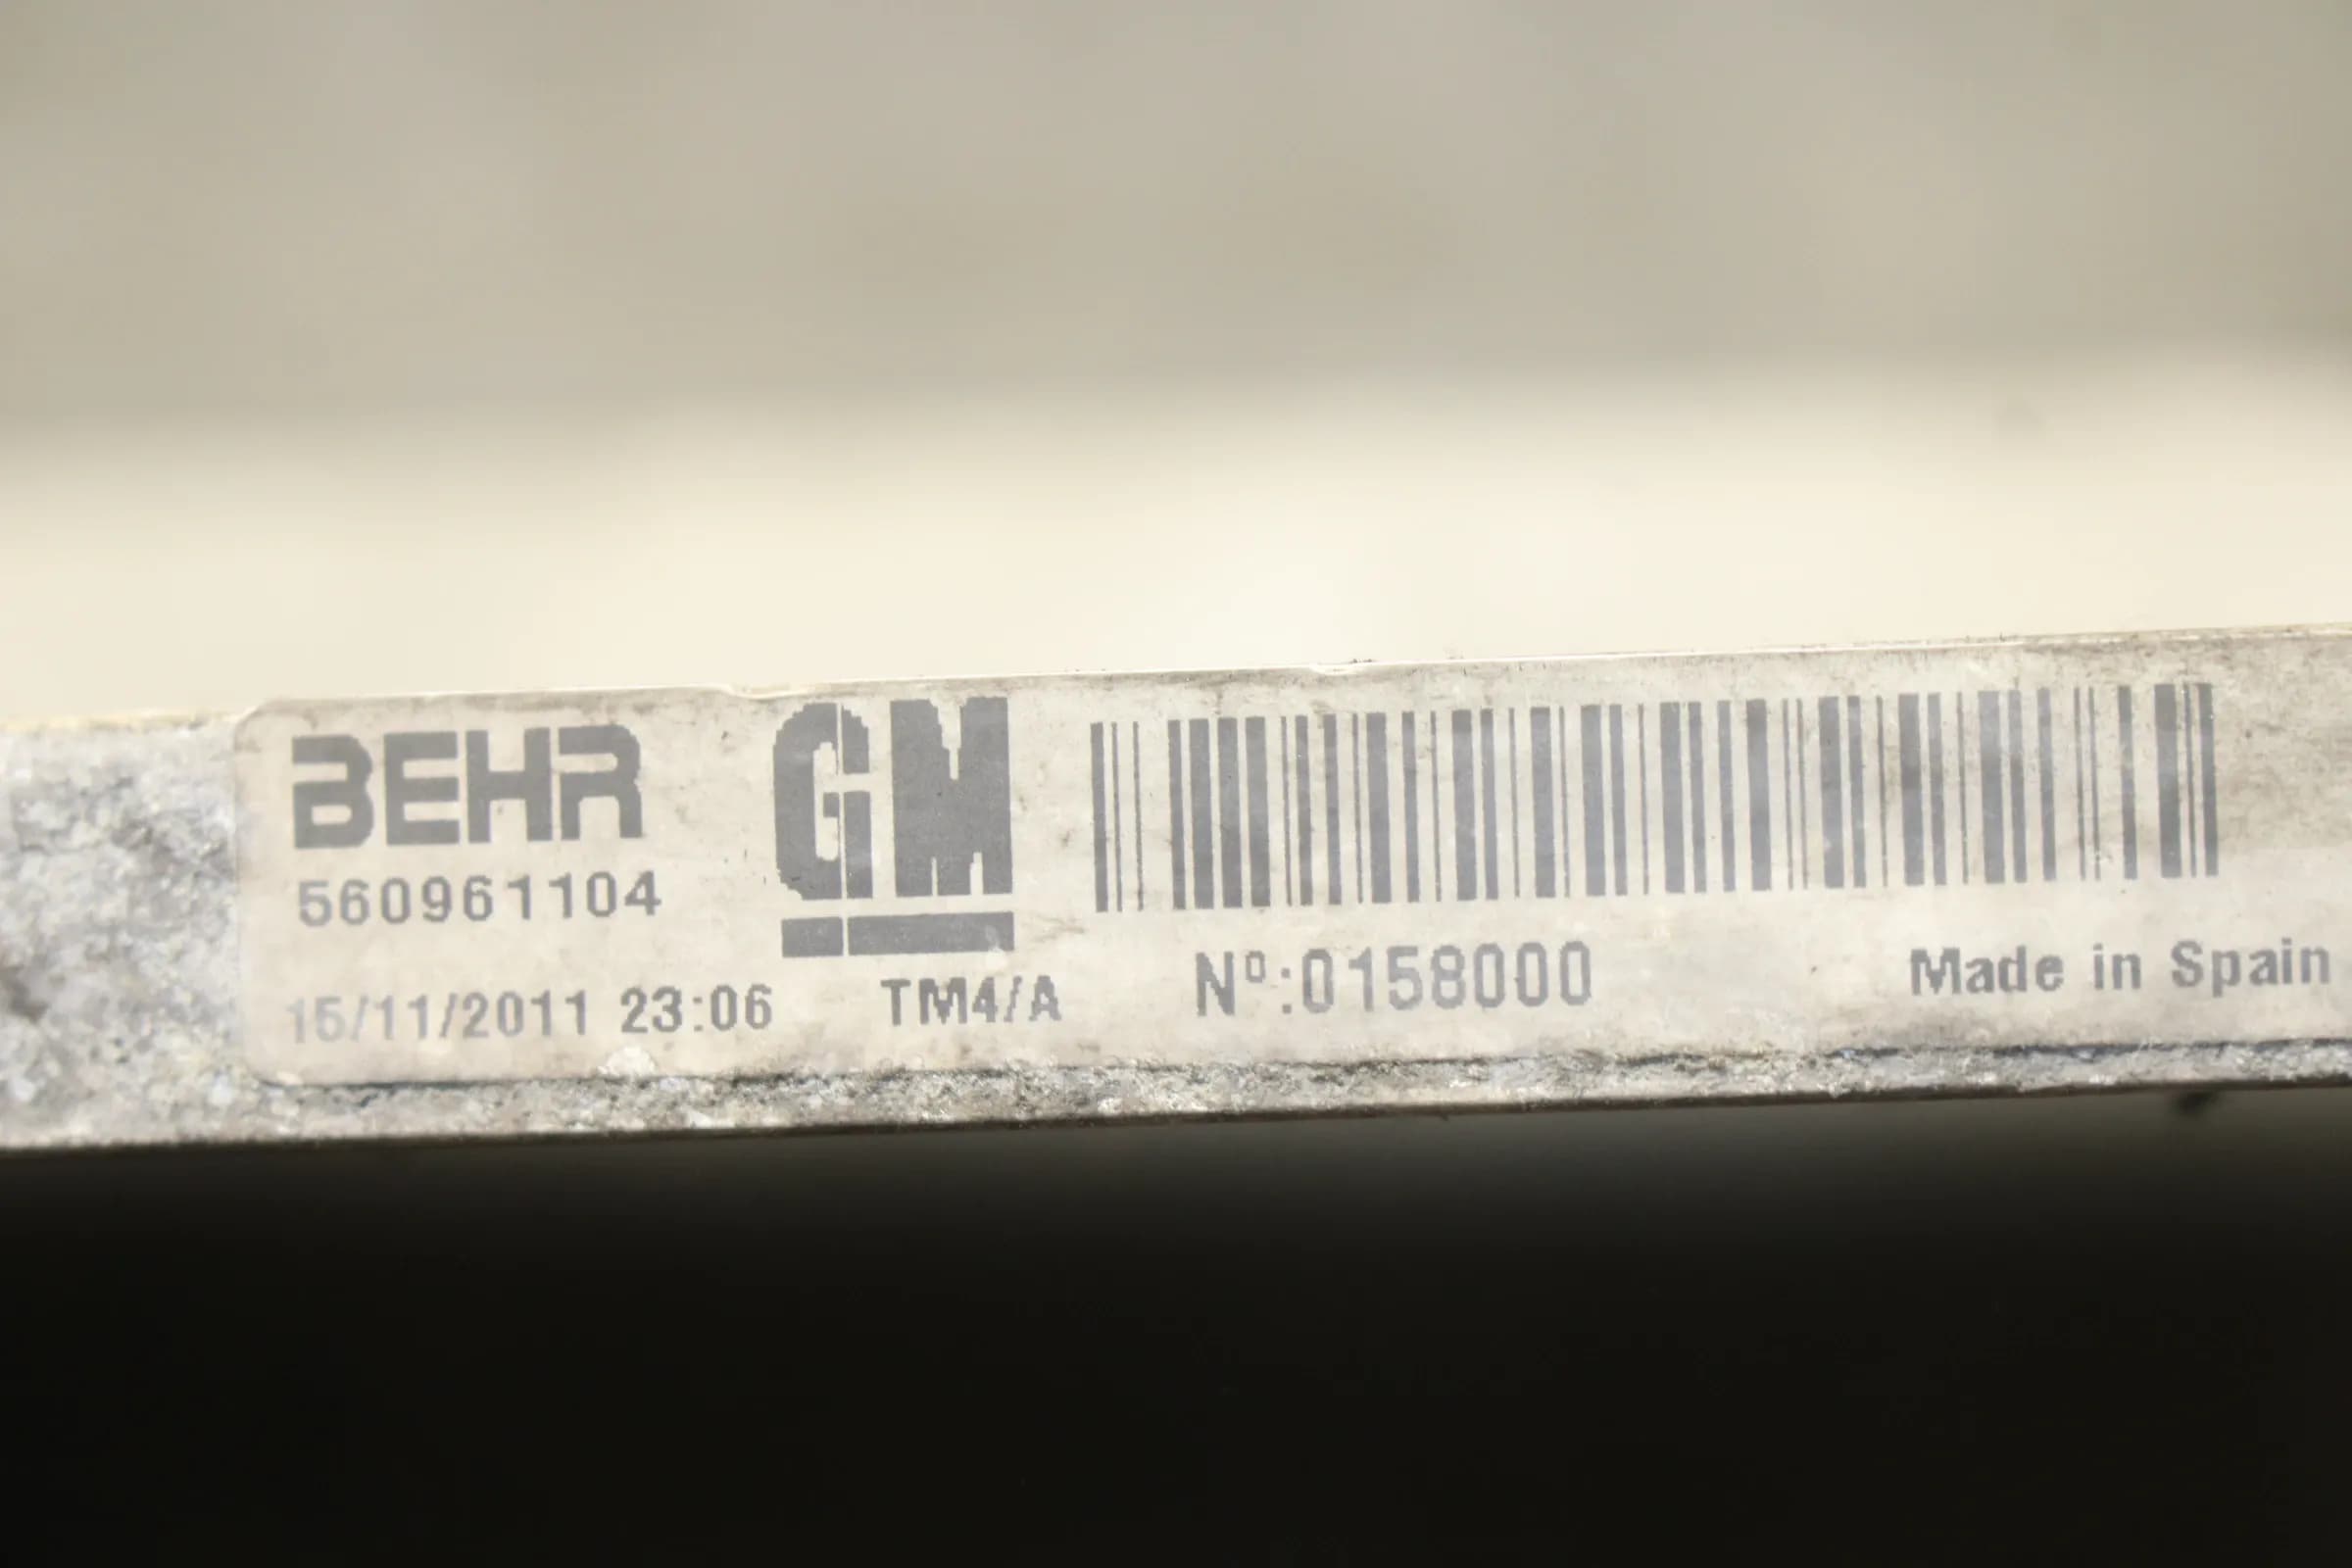 BEHR
GM
560961104
15/11/2011 23:06
TM4/A
Nº:0158000
Made in Spain